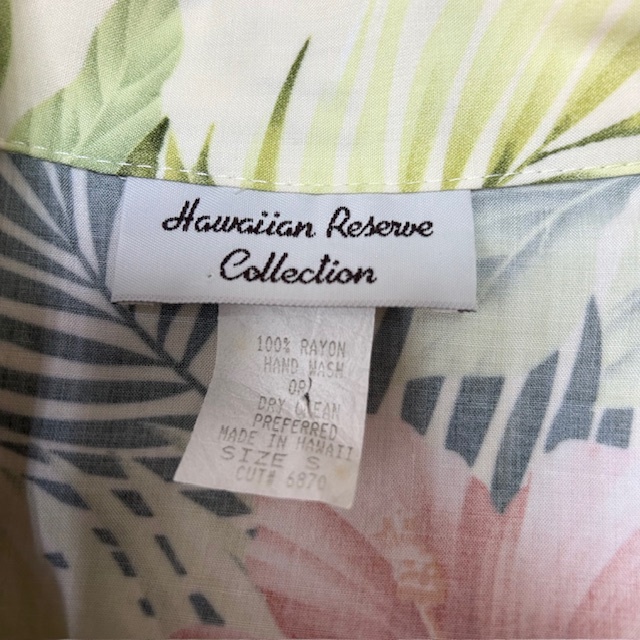 Hawaiian Reserve
Collection
100% RAYON
HAND WASH
OR
DRY CLEAN
PREFERRED
MADE IN HAWAII
SIZE S
CUT# 6870